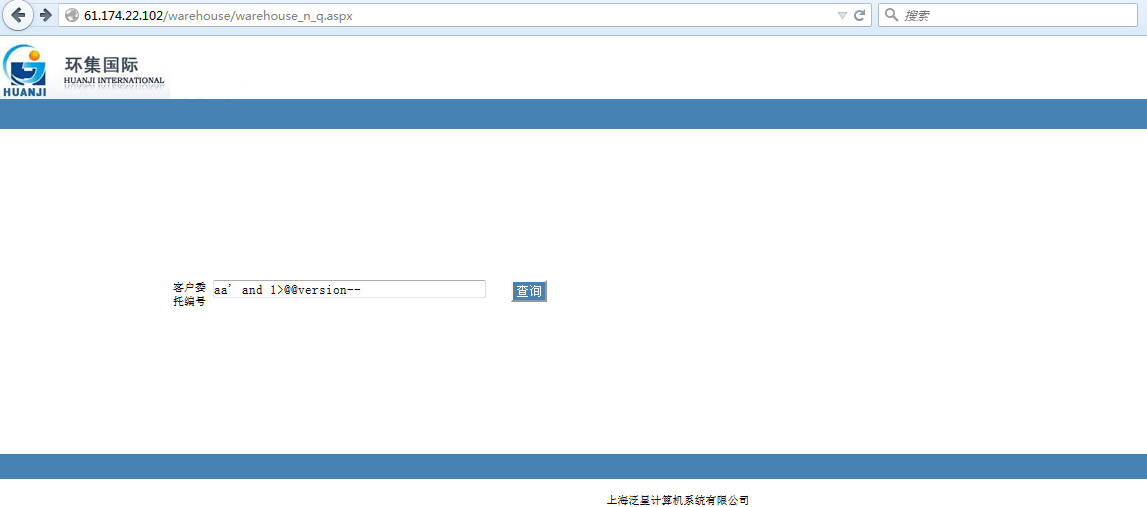 61.174.22.102/warehouse/warehouse_n_q.aspx
搜索
环集国际
HUANJI INTERNATIONAL
HUANJI
客户委
托编号
aa' and 1>@@version--
查询
上海泛星计算机系统有限公司